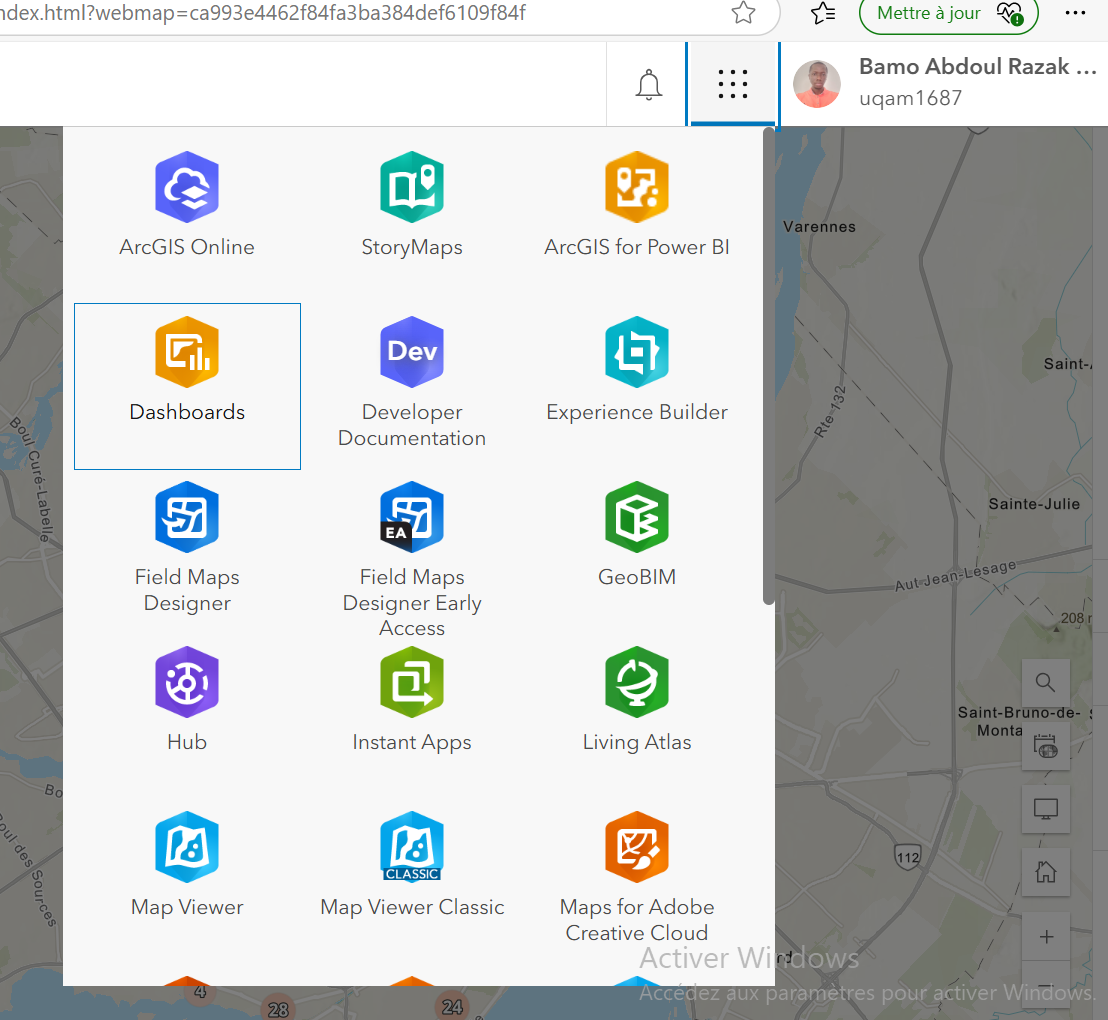 ndex.html?webmap=ca993e4462f84fa3ba384def6109f84f
Mettre à jour
Bamo Abdoul Razak ...
uqam1687
ArcGIS Online
StoryMaps
ArcGIS for Power BI
Varennes
Dashboards
Dev
Developer
Documentation
Experience Builder
Saint-
Rte 132
Boul Curé-Labelle
Sainte-Julie
Field Maps
Designer
EA
Field Maps
Designer Early
Access
GeoBIM
Aut Jean-Lesage
208
Hub
Instant Apps
Living Atlas
Saint-Bruno-de-
Monta
Bo
Boul des Sources
112
Map Viewer
CLASSIC
Map Viewer Classic
Maps for Adobe
Creative Cloud
Activer Windows
Accédez aux paramètres pour activer Windows.
4
28
24